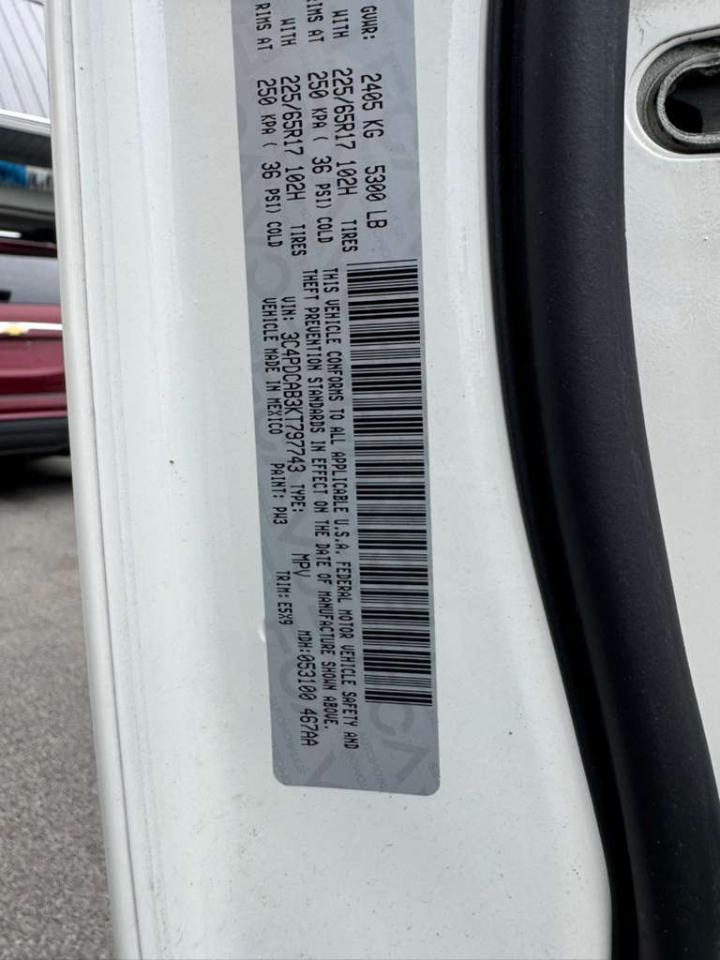 GVWR: 2405 KG 5300 LB
WITH 225/65R17 102H TIRES
RIMS AT 250 KPA ( 36 PSI) COLD
WITH 225/65R17 102H TIRES
RIMS AT 250 KPA ( 36 PSI) COLD
THIS VEHICLE CONFORMS TO ALL APPLICABLE U.S.A. FEDERAL MOTOR VEHICLE SAFETY AND
THEFT PREVENTION STANDARDS IN EFFECT ON THE DATE OF MANUFACTURE SHOWN ABOVE.
VIN: 3C4PDCAB3KT797743 TYPE: MPV MDH:053100 467AA
VEHICLE MADE IN MEXICO PAINT: PW3 TRIM: E5X9